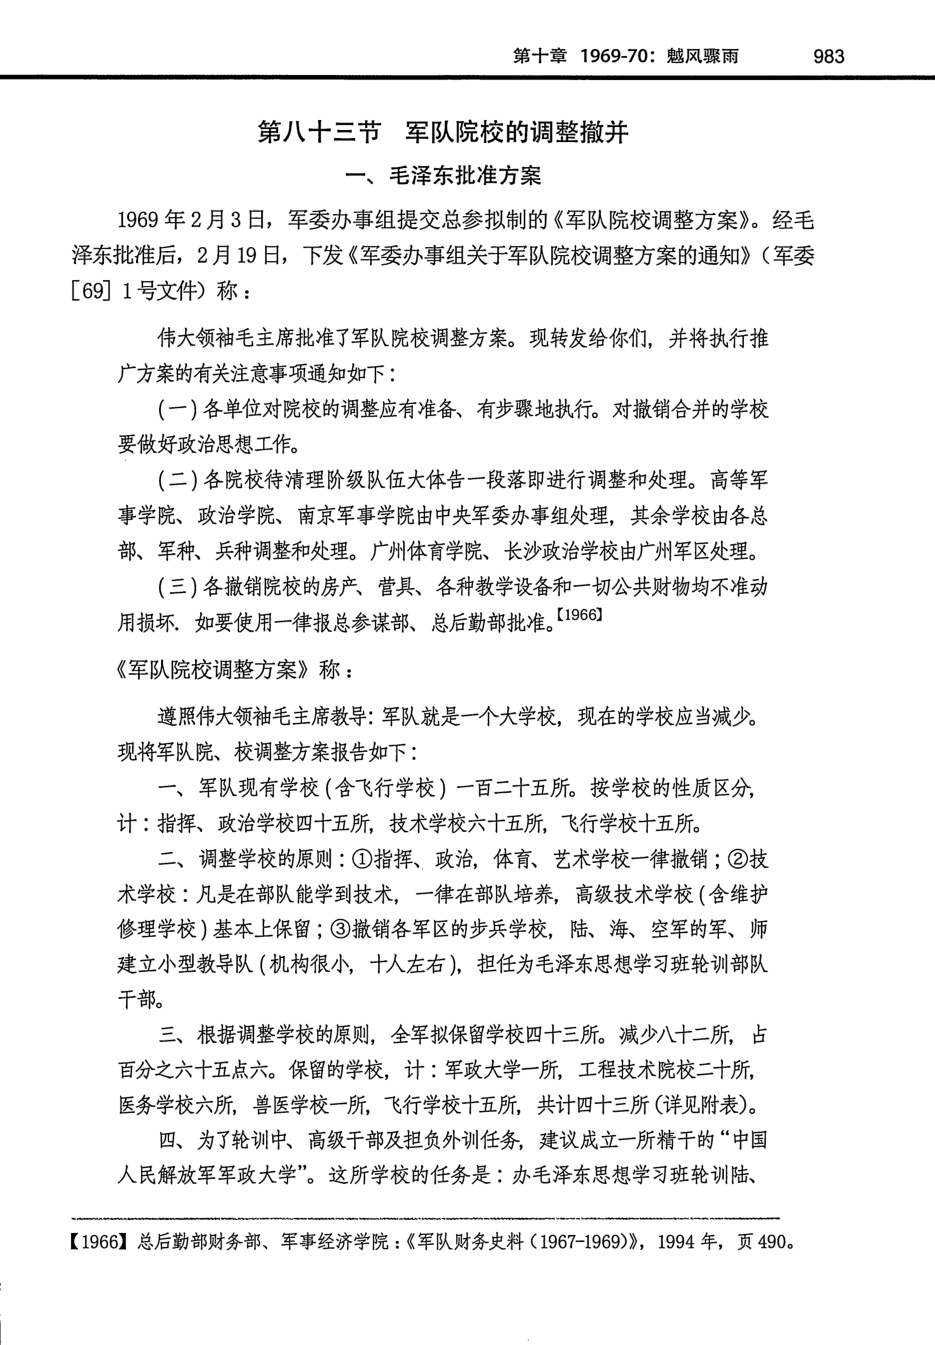 第十章 1969-70：魆风骤雨 983
第八十三节 军队院校的调整撤并
一、毛泽东批准方案
1969 年 2 月 3 日，军委办事组提交总参拟制的《军队院校调整方案》。经毛
泽东批准后，2 月 19 日，下发《军委办事组关于军队院校调整方案的通知》（军委
［69］1 号文件）称：
伟大领袖毛主席批准了军队院校调整方案。现转发给你们，并将执行推
广方案的有关注意事项通知如下：
(一) 各单位对院校的调整应有准备、有步骤地执行。对撤销合并的学校
要做好政治思想工作。
(二) 各院校待清理阶级队伍大体告一段落即进行调整和处理。高等军
事学院、政治学院、南京军事学院由中央军委办事组处理，其余学校由各总
部、军种、兵种调整和处理。广州体育学院、长沙政治学校由广州军区处理。
(三) 各撤销院校的房产、营具、各种教学设备和一切公共财物均不准动
用损坏．如要使用一律报总参谋部、总后勤部批准。【1966】
《军队院校调整方案》称：
遵照伟大领袖毛主席教导：军队就是一个大学校，现在的学校应当减少。
现将军队院、校调整方案报告如下：
一、军队现有学校 (含飞行学校) 一百二十五所。按学校的性质区分，
计：指挥、政治学校四十五所，技术学校六十五所，飞行学校十五所。
二、调整学校的原则：①指挥、政治，体育、艺术学校一律撤销；②技
术学校：凡是在部队能学到技术，一律在部队培养，高级技术学校 (含维护
修理学校) 基本上保留；③撤销各军区的步兵学校，陆、海、空军的军、师
建立小型教导队 (机构很小，十人左右)，担任为毛泽东思想学习班轮训部队
干部。
三、根据调整学校的原则，全军拟保留学校四十三所。减少八十二所，占
百分之六十五点六。保留的学校，计：军政大学一所，工程技术院校二十所，
医务学校六所，兽医学校一所，飞行学校十五所，共计四十三所 (详见附表)。
四、为了轮训中、高级干部及担负外训任务，建议成立一所精干的“中国
人民解放军军政大学”。这所学校的任务是：办毛泽东思想学习班轮训陆、
【1966】总后勤部财务部、军事经济学院：《军队财务史料（1967-1969）》，1994 年，页 490。